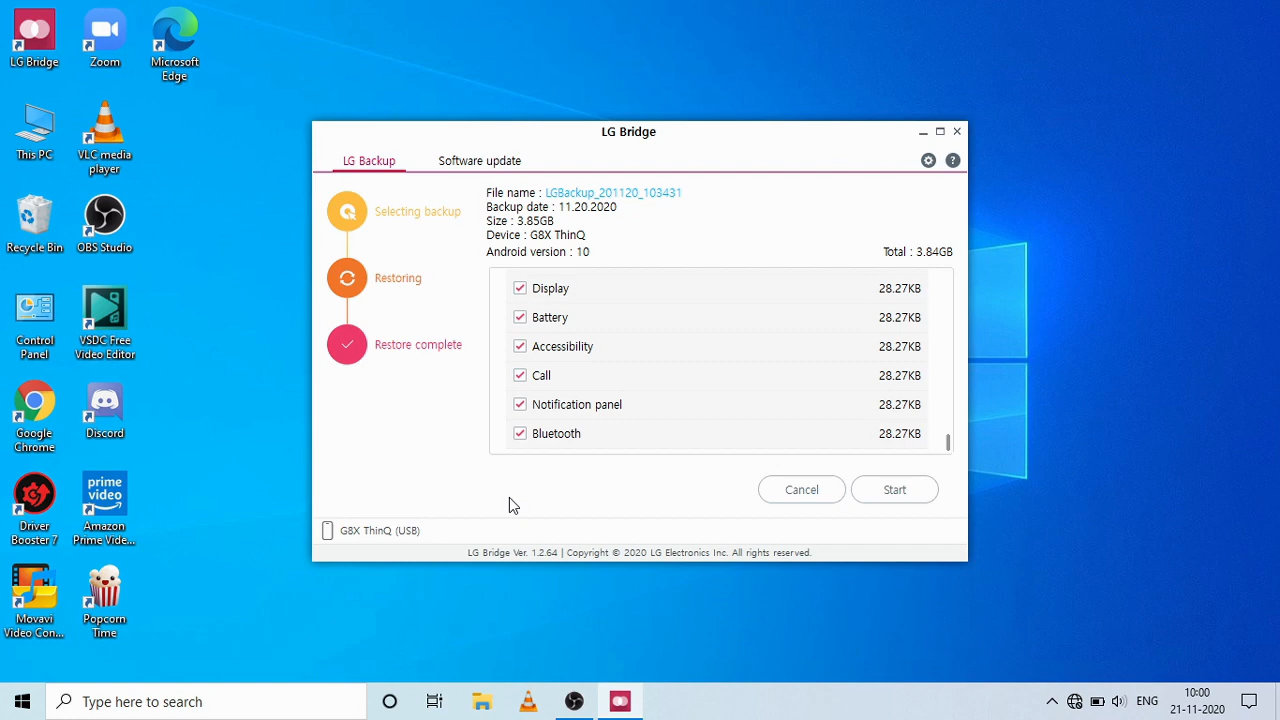 LG Bridge
Zoom
Microsoft
Edge
This PC
VLC media
player
Recycle Bin
OBS Studio
Control
Panel
VSDC Free
Video Editor
Google
Chrome
Discord
Driver
Booster 7
Amazon
Prime Vide...
Movavi
Video Con...
Popcorn
Time
LG Bridge
LG Backup
Software update
Selecting backup
Restoring
Restore complete
File name : LGBackup_201120_103431
Backup date : 11.20.2020
Size : 3.85GB
Device : G8X ThinQ
Android version : 10
Total : 3.84GB
Display 28.27KB
Battery 28.27KB
Accessibility 28.27KB
Call 28.27KB
Notification panel 28.27KB
Bluetooth 28.27KB
Cancel
Start
G8X ThinQ (USB)
LG Bridge Ver. 1.2.64 | Copyright © 2020 LG Electronics Inc. All rights reserved.
prime
video
Type here to search
ENG
10:00
21-11-2020